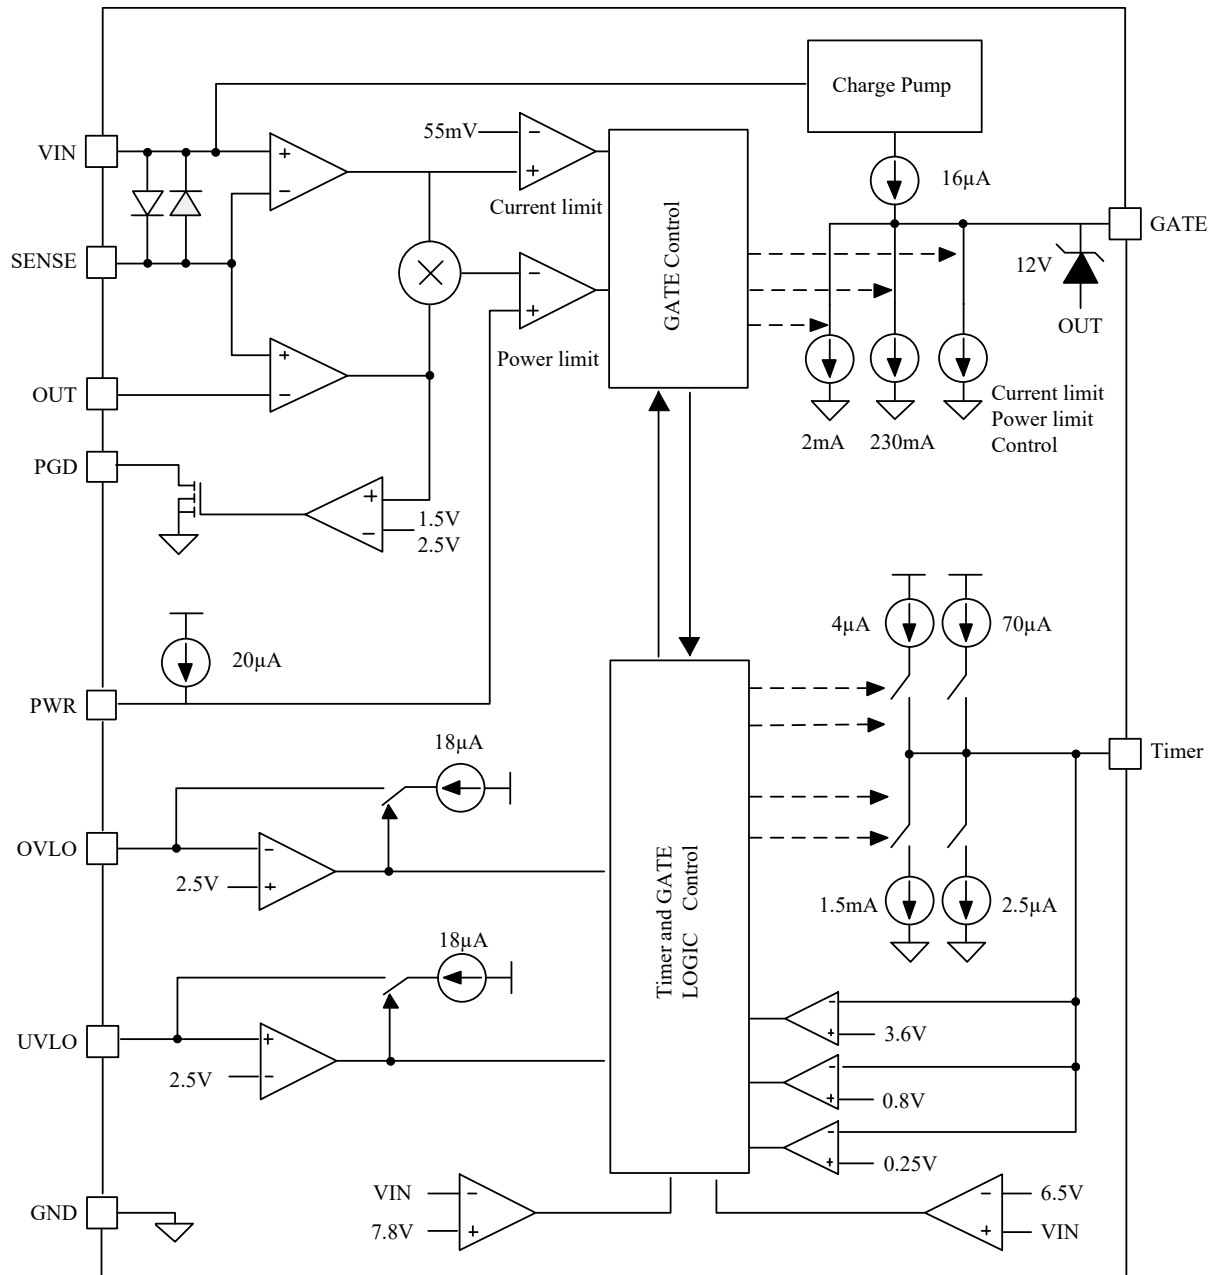 Charge Pump
VIN
+
−
55mV
−
+
Current limit
16µA
GATE
SENSE
GATE Control
12V
OUT
−
+
Power limit
OUT
+
−
2mA
230mA
Current limit
Power limit
Control
PGD
+
−
1.5V
2.5V
20µA
PWR
4µA
70µA
Timer
18µA
OVLO
−
+
2.5V
Timer and GATE
LOGIC Control
1.5mA
2.5µA
18µA
UVLO
+
−
2.5V
-
+
3.6V
-
+
0.8V
-
+
0.25V
GND
VIN
−
7.8V
+
−
6.5V
+
VIN